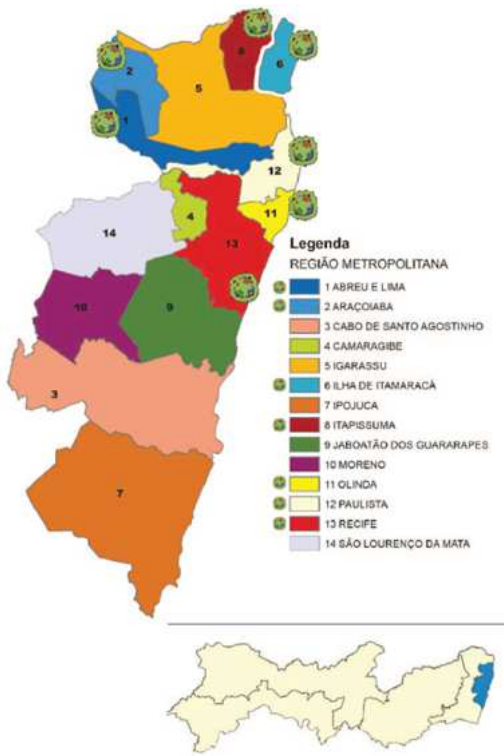 8
2
6
5
1
12
11
4
13
14
10
9
3
7
Legenda
REGIÃO METROPOLITANA
1 ABREU E LIMA
2 ARAÇOIABA
3 CABO DE SANTO AGOSTINHO
4 CAMARAGIBE
5 IGARASSU
6 ILHA DE ITAMARACÁ
7 IPOJUCA
8 ITAPISSUMA
9 JABOATÃO DOS GUARARAPES
10 MORENO
11 OLINDA
12 PAULISTA
13 RECIFE
14 SÃO LOURENÇO DA MATA